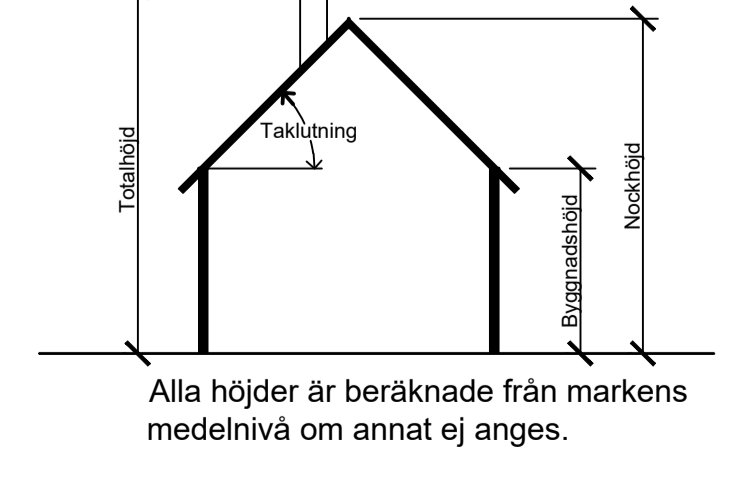 Taklutning
Totalhöjd
Nockhöjd
Byggnadshöjd
Alla höjder är beräknade från markens
medelnivå om annat ej anges.